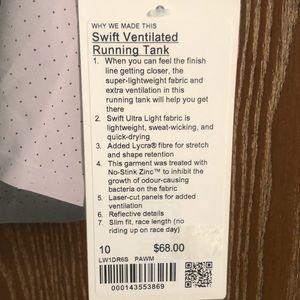 WHY WE MADE THIS
Swift Ventilated
Running Tank
1. When you can feel the finish
line getting closer, the
super-lightweight fabric and
extra ventilation in this
running tank will help you get
there
2. Swift Ultra Light fabric is
lightweight, sweat-wicking, and
quick-drying
3. Added Lycra® fibre for stretch
and shape retention
4. This garment was treated with
No-Stink Zinc™ to inhibit the
growth of odour-causing
bacteria on the fabric
5. Laser-cut panels for added
ventilation
6. Reflective details
7. Slim fit, race length (no
riding up on race day)
10 $68.00
LW1DR6S PAWM
000143553869